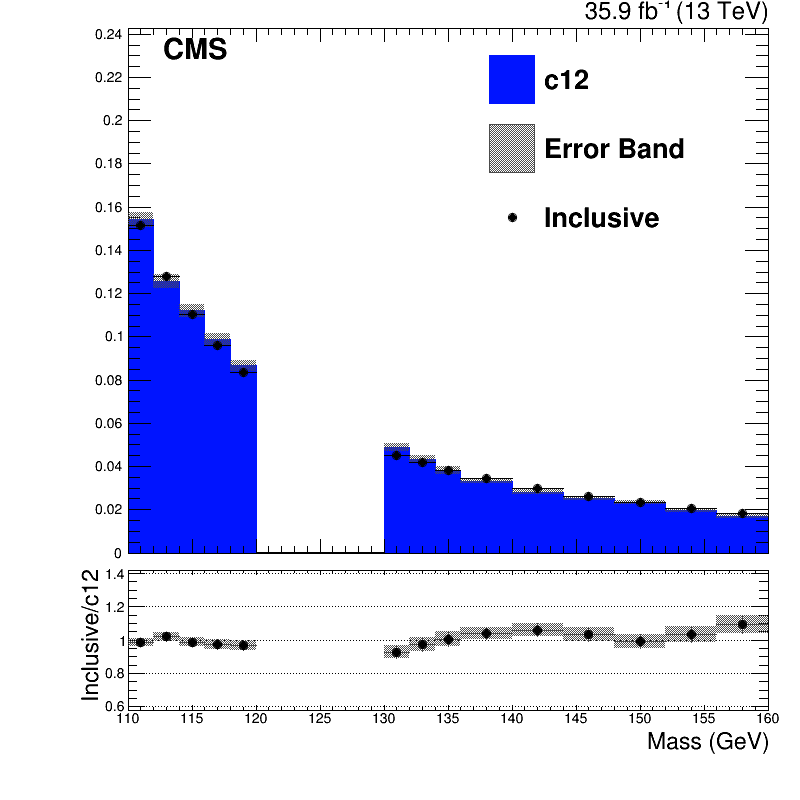 35.9 fb⁻¹ (13 TeV)
CMS
c12
Error Band
Inclusive
0.24
0.22
0.2
0.18
0.16
0.14
0.12
0.1
0.08
0.06
0.04
0.02
0
Inclusive/c12
1.4
1.2
1
0.8
0.6
110 115 120 125 130 135 140 145 150 155 160
Mass (GeV)